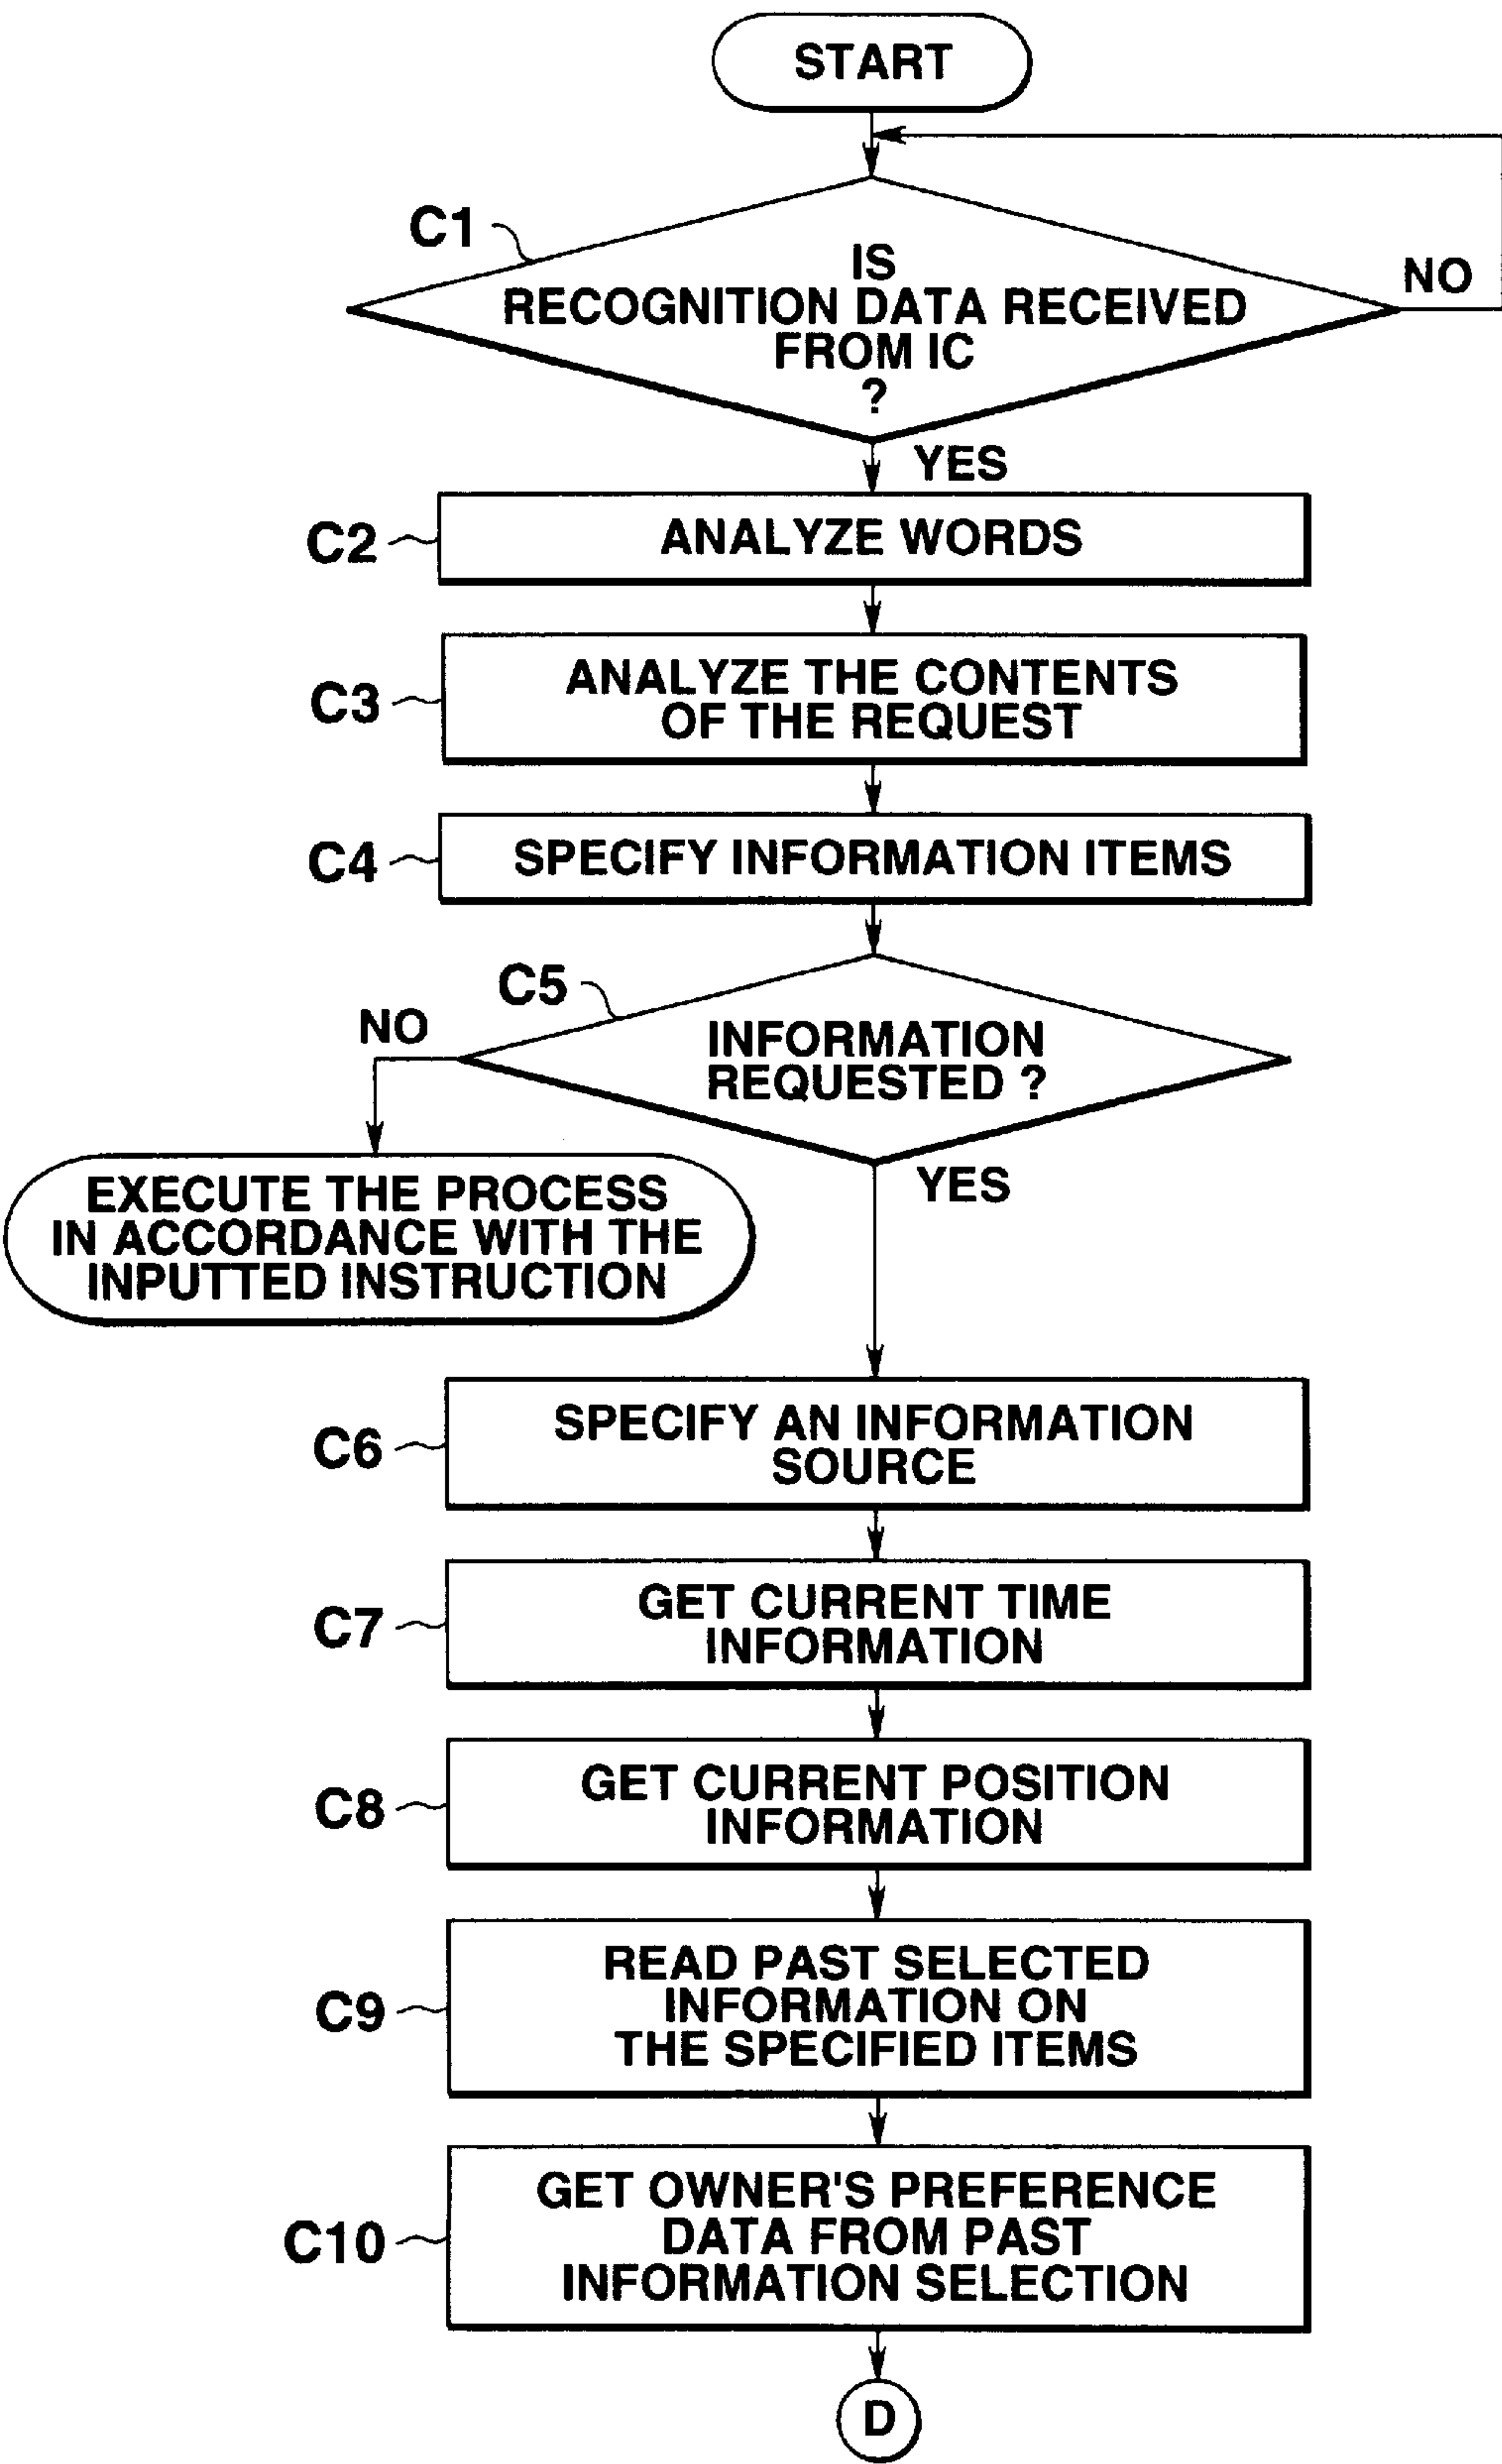 START
C1
IS
RECOGNITION DATA RECEIVED
FROM IC
?
NO
YES
C2
ANALYZE WORDS
C3
ANALYZE THE CONTENTS
OF THE REQUEST
C4
SPECIFY INFORMATION ITEMS
C5
NO
INFORMATION
REQUESTED ?
YES
EXECUTE THE PROCESS
IN ACCORDANCE WITH THE
INPUTTED INSTRUCTION
C6
SPECIFY AN INFORMATION
SOURCE
C7
GET CURRENT TIME
INFORMATION
C8
GET CURRENT POSITION
INFORMATION
C9
READ PAST SELECTED
INFORMATION ON
THE SPECIFIED ITEMS
C10
GET OWNER'S PREFERENCE
DATA FROM PAST
INFORMATION SELECTION
D